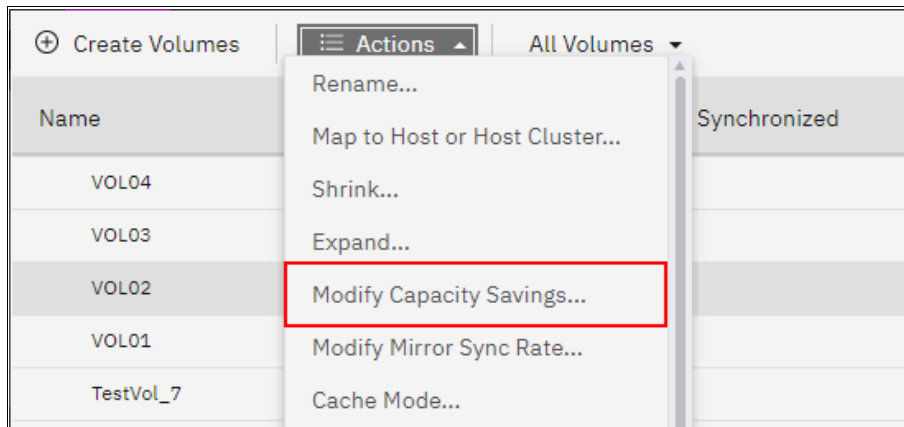 Create Volumes
Actions
All Volumes
Rename...
Name
Map to Host or Host Cluster...
Synchronized
VOL04
Shrink...
VOL03
Expand...
VOL02
Modify Capacity Savings...
VOL01
Modify Mirror Sync Rate...
TestVol_7
Cache Mode...